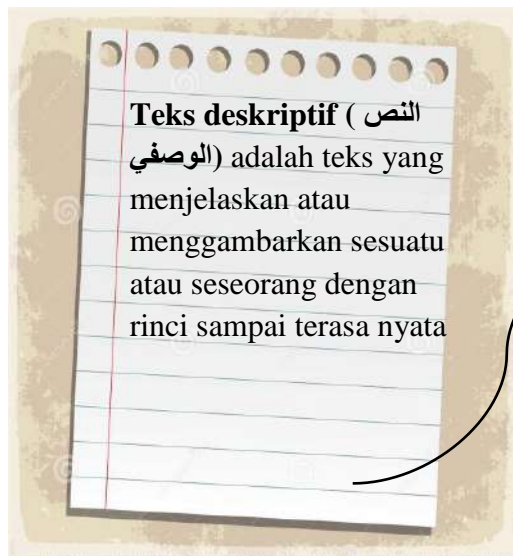 Teks deskriptif ( النص
الوصفي) adalah teks yang
menjelaskan atau
menggambarkan sesuatu
atau seseorang dengan
rinci sampai terasa nyata